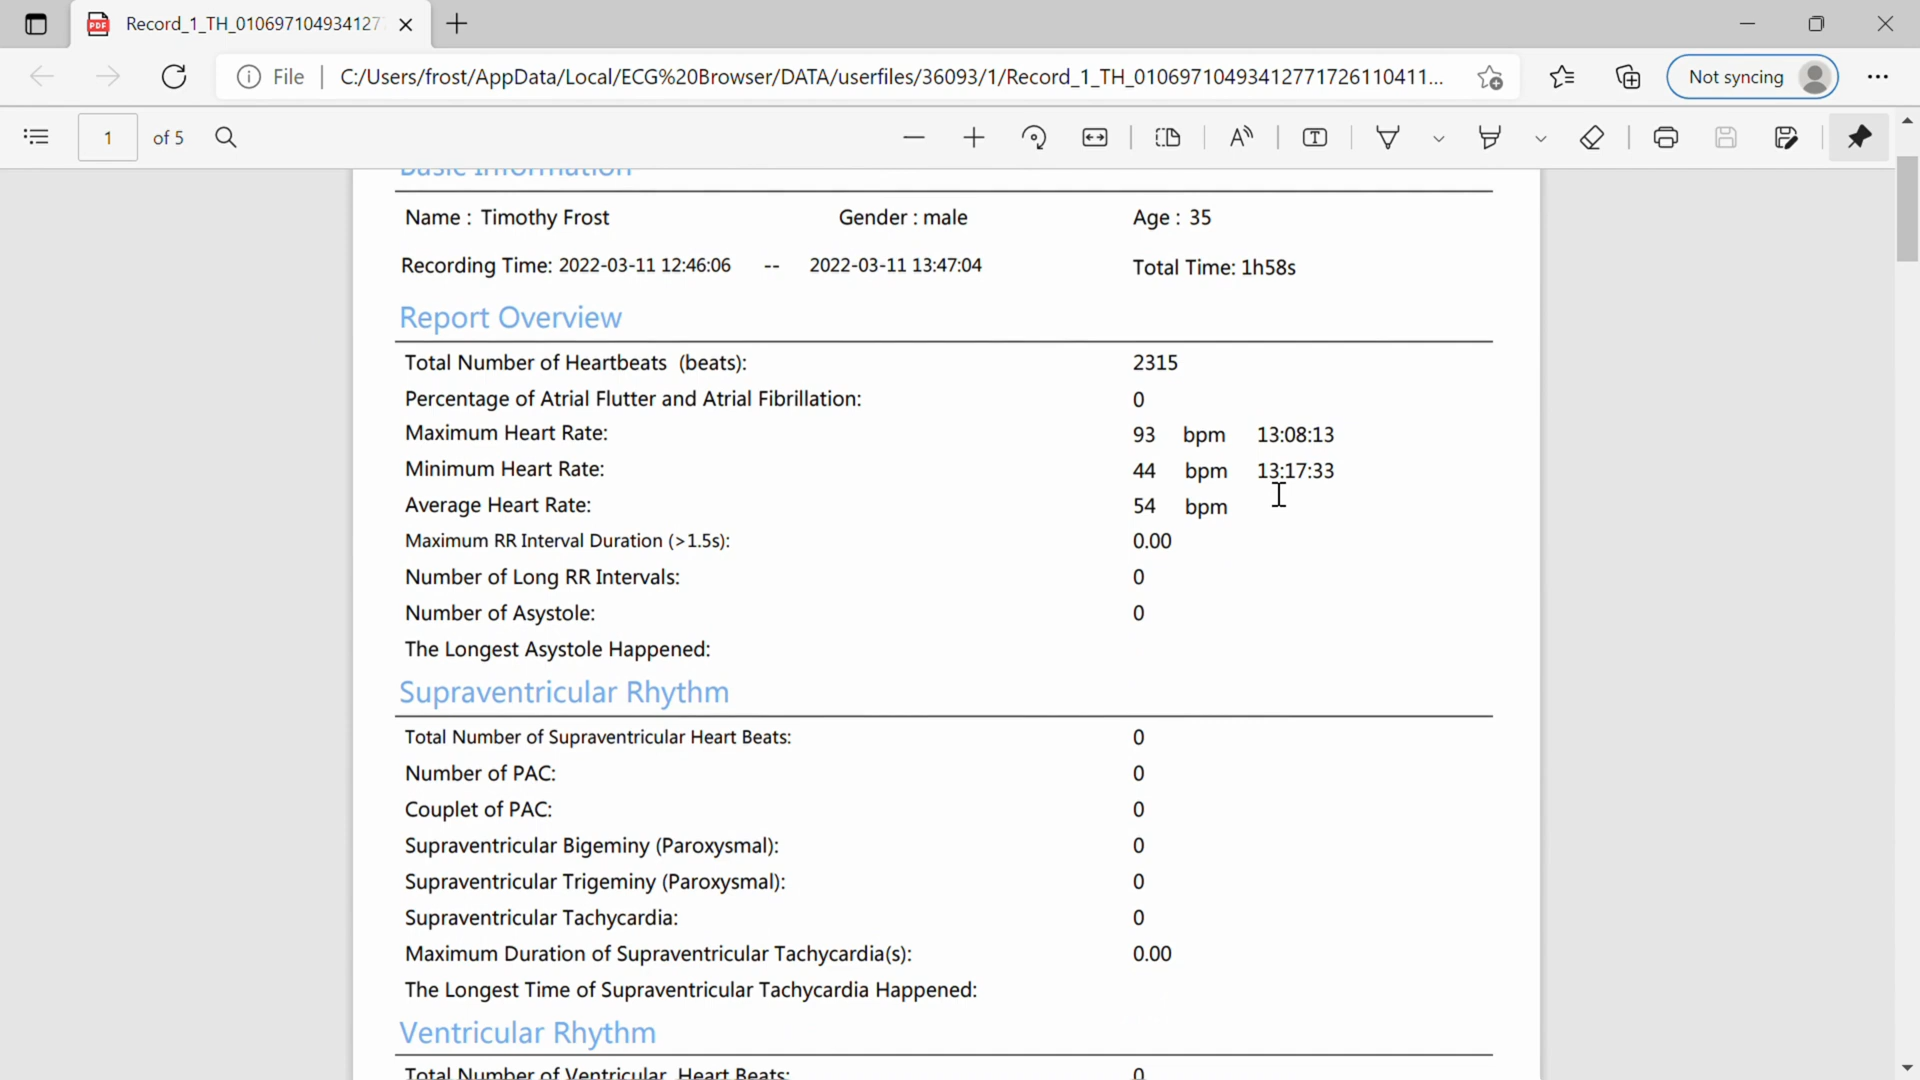 Record_1_TH_010697104934127
File
C:/Users/frost/AppData/Local/ECG%20Browser/DATA/userfiles/36093/1/Record_1_TH_01069710493412771726110411...
Not syncing
1 of 5
Basic Information
Name : Timothy Frost Gender : male Age : 35
Recording Time: 2022-03-11 12:46:06 -- 2022-03-11 13:47:04 Total Time: 1h58s
Report Overview
Total Number of Heartbeats (beats): 2315
Percentage of Atrial Flutter and Atrial Fibrillation: 0
Maximum Heart Rate: 93 bpm 13:08:13
Minimum Heart Rate: 44 bpm 13:17:33
Average Heart Rate: 54 bpm
Maximum RR Interval Duration (>1.5s): 0.00
Number of Long RR Intervals: 0
Number of Asystole: 0
The Longest Asystole Happened:
Supraventricular Rhythm
Total Number of Supraventricular Heart Beats: 0
Number of PAC: 0
Couplet of PAC: 0
Supraventricular Bigeminy (Paroxysmal): 0
Supraventricular Trigeminy (Paroxysmal): 0
Supraventricular Tachycardia: 0
Maximum Duration of Supraventricular Tachycardia(s): 0.00
The Longest Time of Supraventricular Tachycardia Happened:
Ventricular Rhythm
Total Number of Ventricular Heart Beats: 0